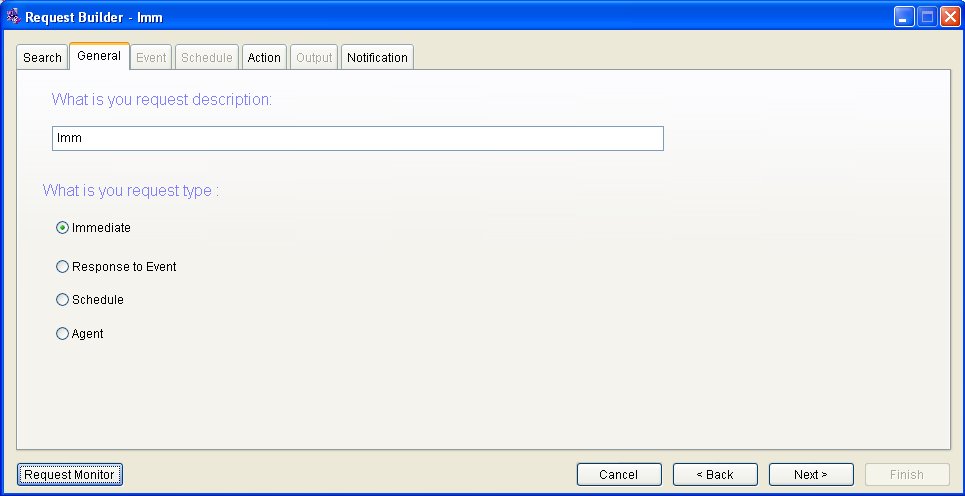 Request Builder - Imm
Search General Event Schedule Action Output Notification
What is you request description:
Imm
What is you request type :
Immediate
Response to Event
Schedule
Agent
Request Monitor Cancel < Back Next > Finish